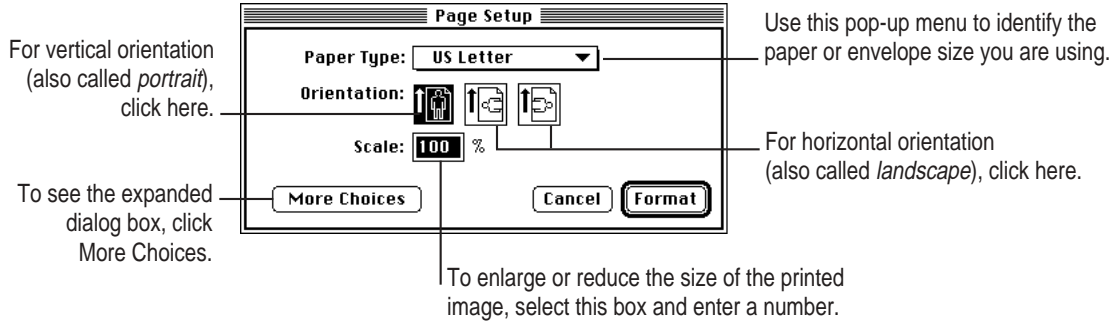 Page Setup
Use this pop-up menu to identify the
paper or envelope size you are using.
For vertical orientation
(also called portrait),
click here.
Paper Type: US Letter
Orientation:
Scale: 100 %
For horizontal orientation
(also called landscape), click here.
To see the expanded
dialog box, click
More Choices.
More Choices Cancel Format
To enlarge or reduce the size of the printed
image, select this box and enter a number.